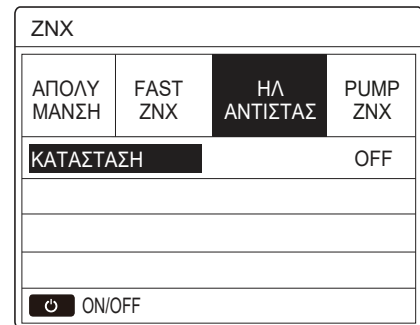 ZNX
ΑΠΟΛΥ
ΜΑΝΣΗ
FAST
ZNX
ΗΛ
ΑΝΤΙΣΤΑΣ
PUMP
ZNX
ΚΑΤΑΣΤΑΣΗ OFF
ON/OFF